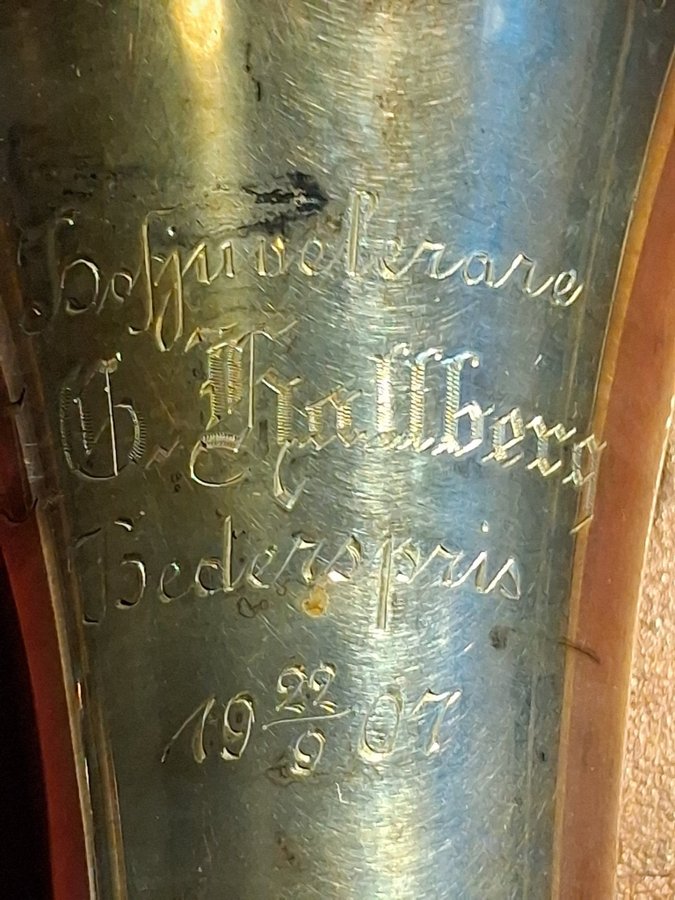 Hofjuvelerare
G. Hallberg
Hederspris
19 22/9 07